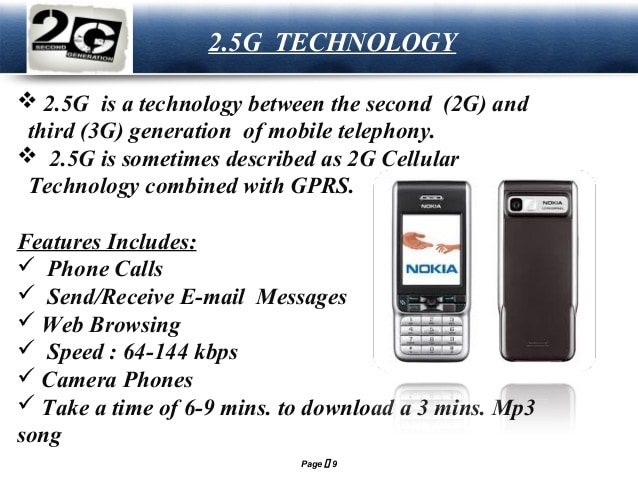 2G
SECOND
GENERATION
2.5G TECHNOLOGY
❖ 2.5G is a technology between the second (2G) and
third (3G) generation of mobile telephony.
❖ 2.5G is sometimes described as 2G Cellular
Technology combined with GPRS.
Features Includes:
✓ Phone Calls
✓ Send/Receive E-mail Messages
✓ Web Browsing
✓ Speed : 64-144 kbps
✓ Camera Phones
✓ Take a time of 6-9 mins. to download a 3 mins. Mp3
song
NOKIA
NOKIA
NOKIA
Page 9